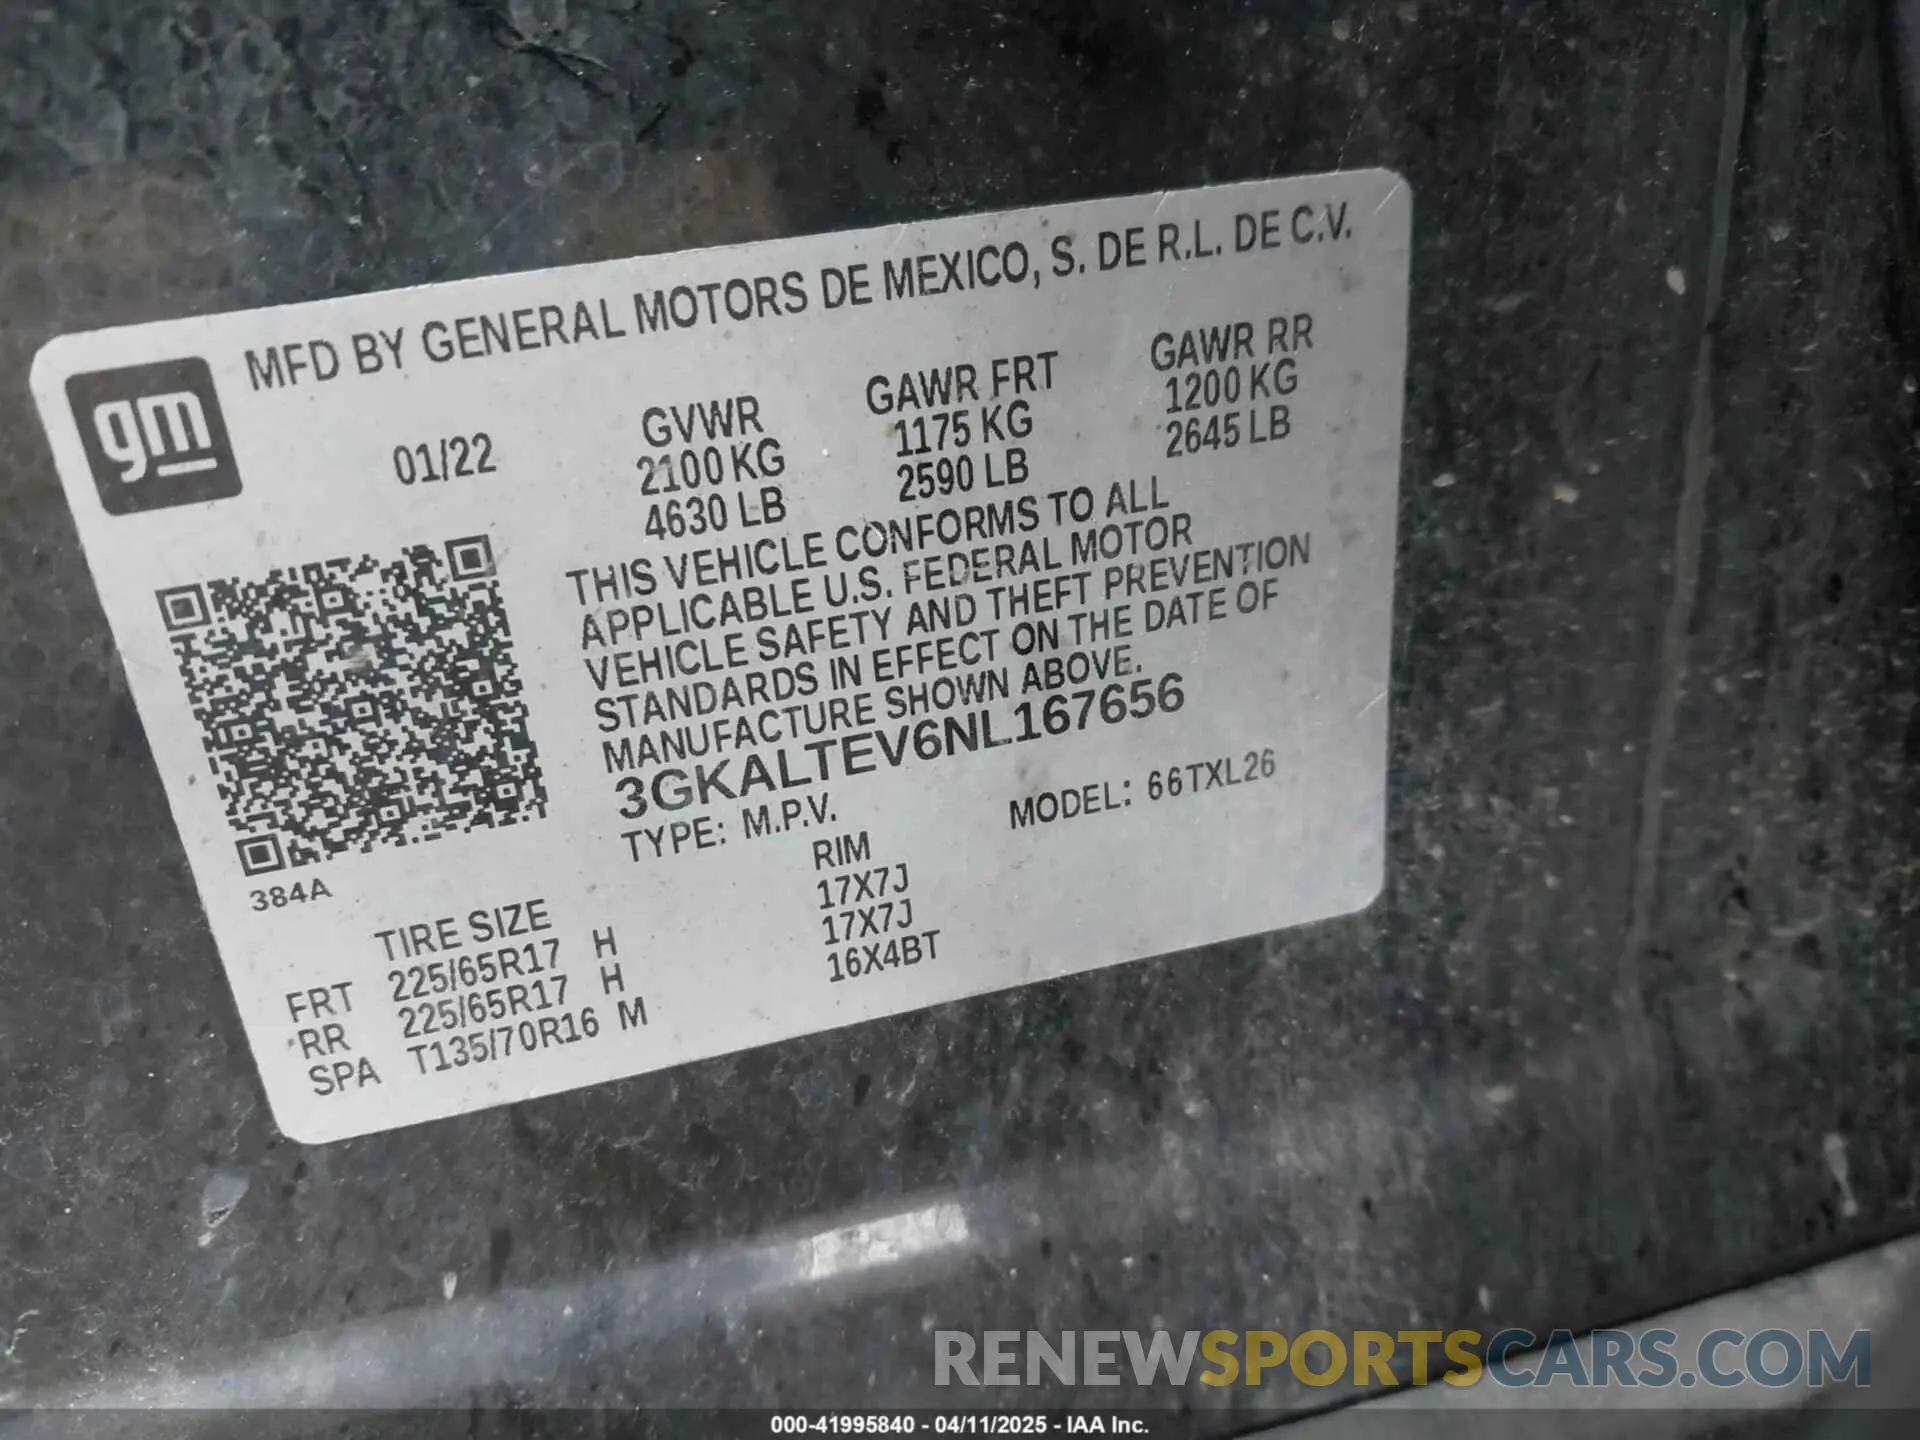 MFD BY GENERAL MOTORS DE MEXICO, S. DE R.L. DE C.V.
gm
01/22
GVWR GAWR FRT GAWR RR
2100 KG 1175 KG 1200 KG
4630 LB 2590 LB 2645 LB
THIS VEHICLE CONFORMS TO ALL
APPLICABLE U.S. FEDERAL MOTOR
VEHICLE SAFETY AND THEFT PREVENTION
STANDARDS IN EFFECT ON THE DATE OF
MANUFACTURE SHOWN ABOVE.
3GKALTEV6NL167656
TYPE: M.P.V. MODEL: 66TXL26
384A
TIRE SIZE RIM
FRT 225/65R17 H 17X7J
RR 225/65R17 H 17X7J
SPA T135/70R16 M 16X4BT
RENEWSPORTSCARS.COM
000-41995840 - 04/11/2025 - IAA Inc.